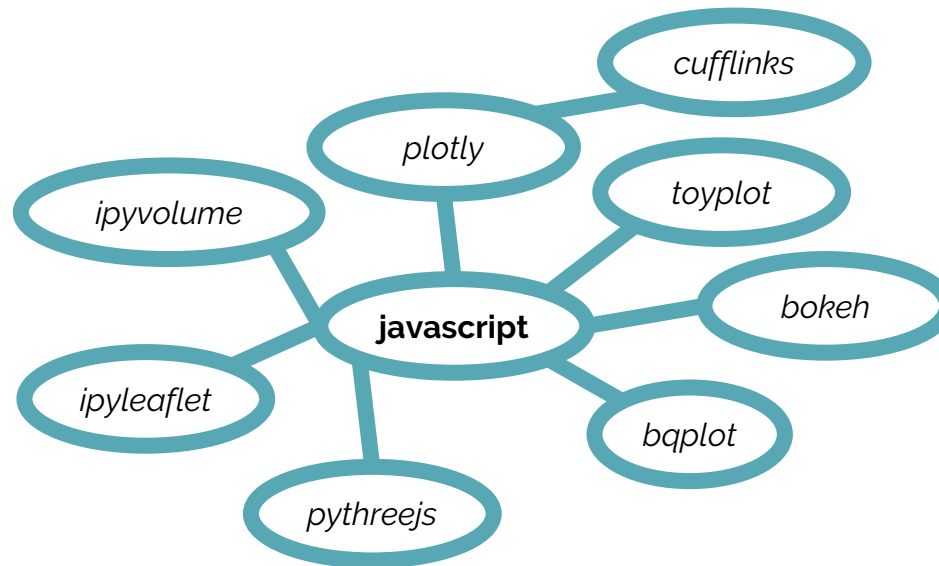 cufflinks
plotly
toyplot
ipyvolume
bokeh
javascript
ipyleaflet
bqplot
pythreejs